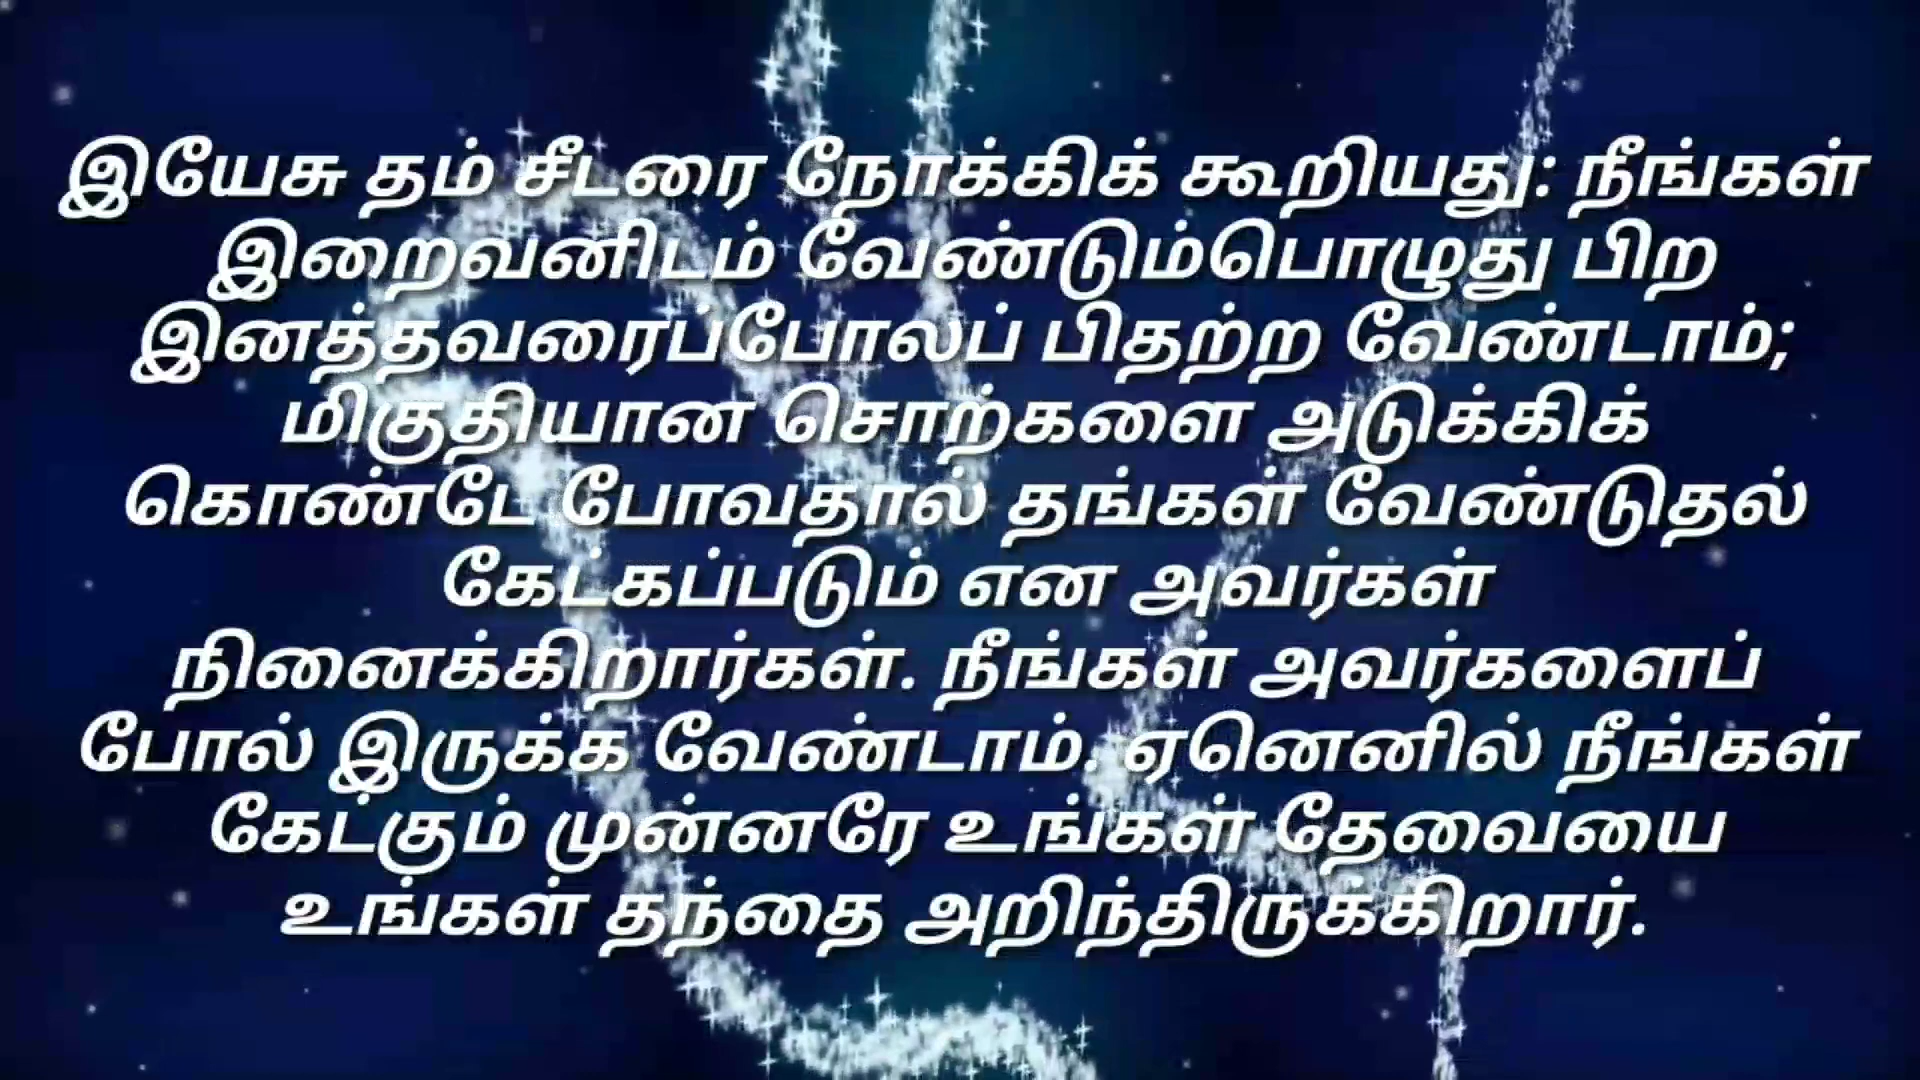 இயேசு தம் சீடரை நோக்கிக் கூறியது: நீங்கள்
இறைவனிடம் வேண்டும்பொழுது பிற
இனத்தவரைப்போலப் பிதற்ற வேண்டாம்;
மிகுதியான சொற்களை அடுக்கிக்
கொண்டே போவதால் தங்கள் வேண்டுதல்
கேட்கப்படும் என அவர்கள்
நினைக்கிறார்கள். நீங்கள் அவர்களைப்
போல் இருக்க வேண்டாம். ஏனெனில் நீங்கள்
கேட்கும் முன்னரே உங்கள் தேவையை
உங்கள் தந்தை அறிந்திருக்கிறார்.